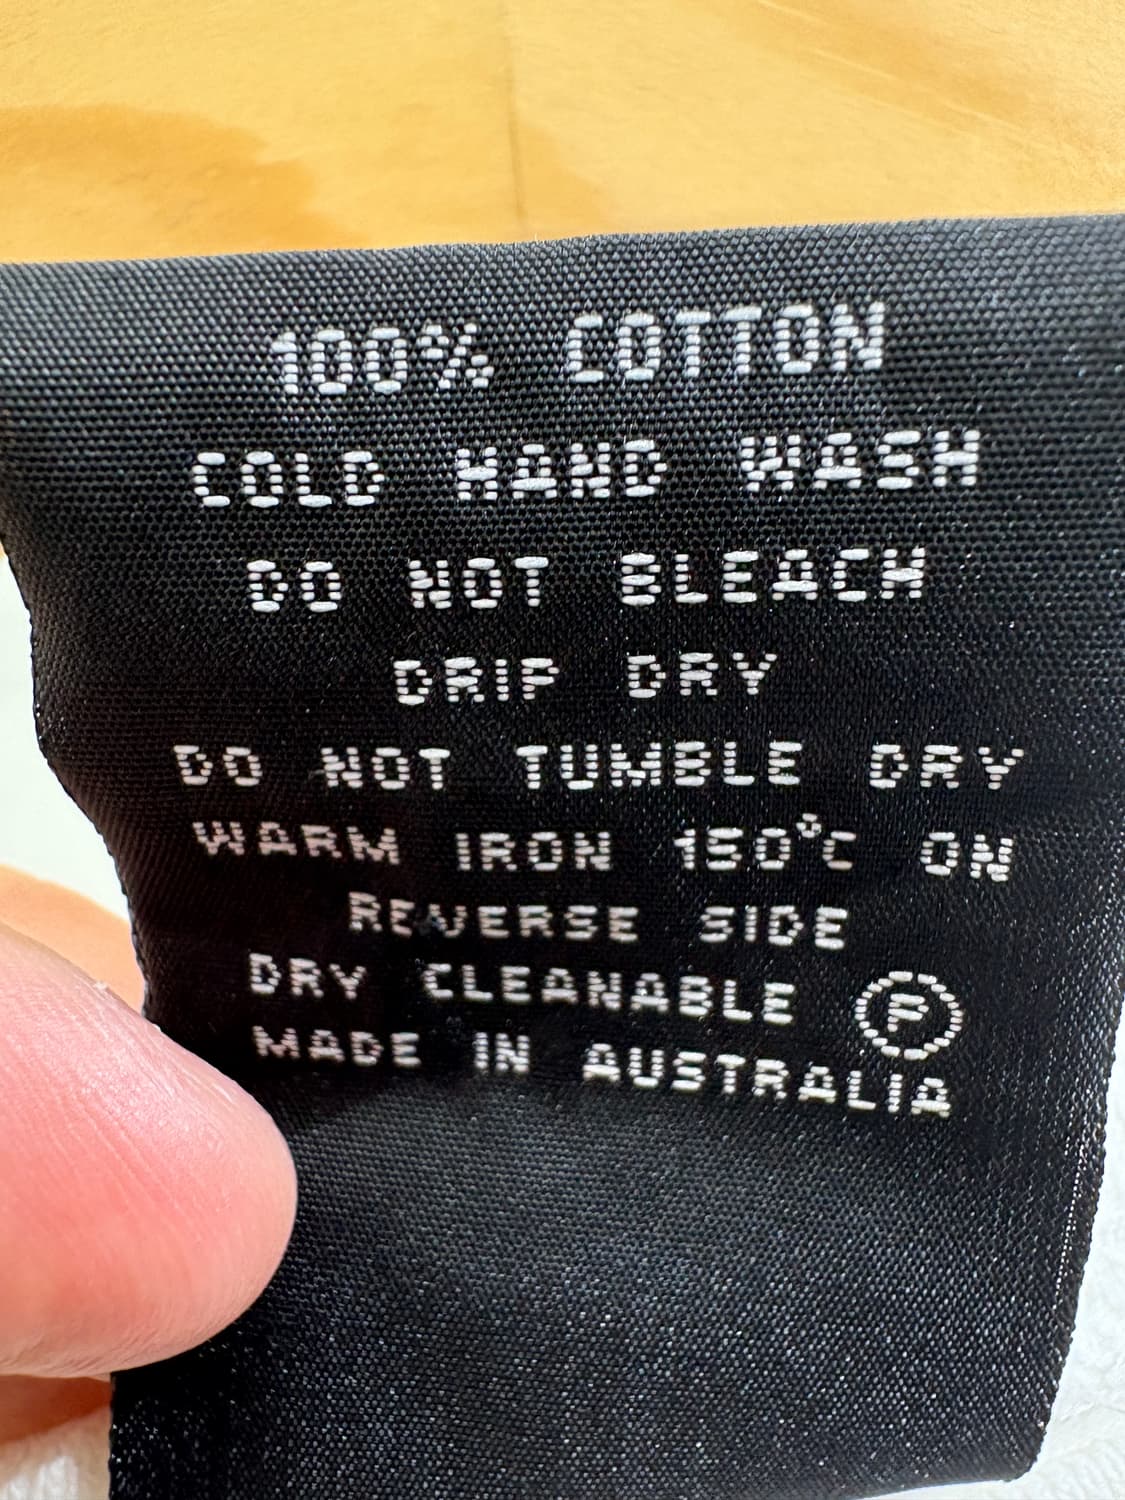 100% COTTON
COLD HAND WASH
DO NOT BLEACH
DRIP DRY
DO NOT TUMBLE DRY
WARM IRON 150°C ON
REVERSE SIDE
DRY CLEANABLE Ⓟ
MADE IN AUSTRALIA